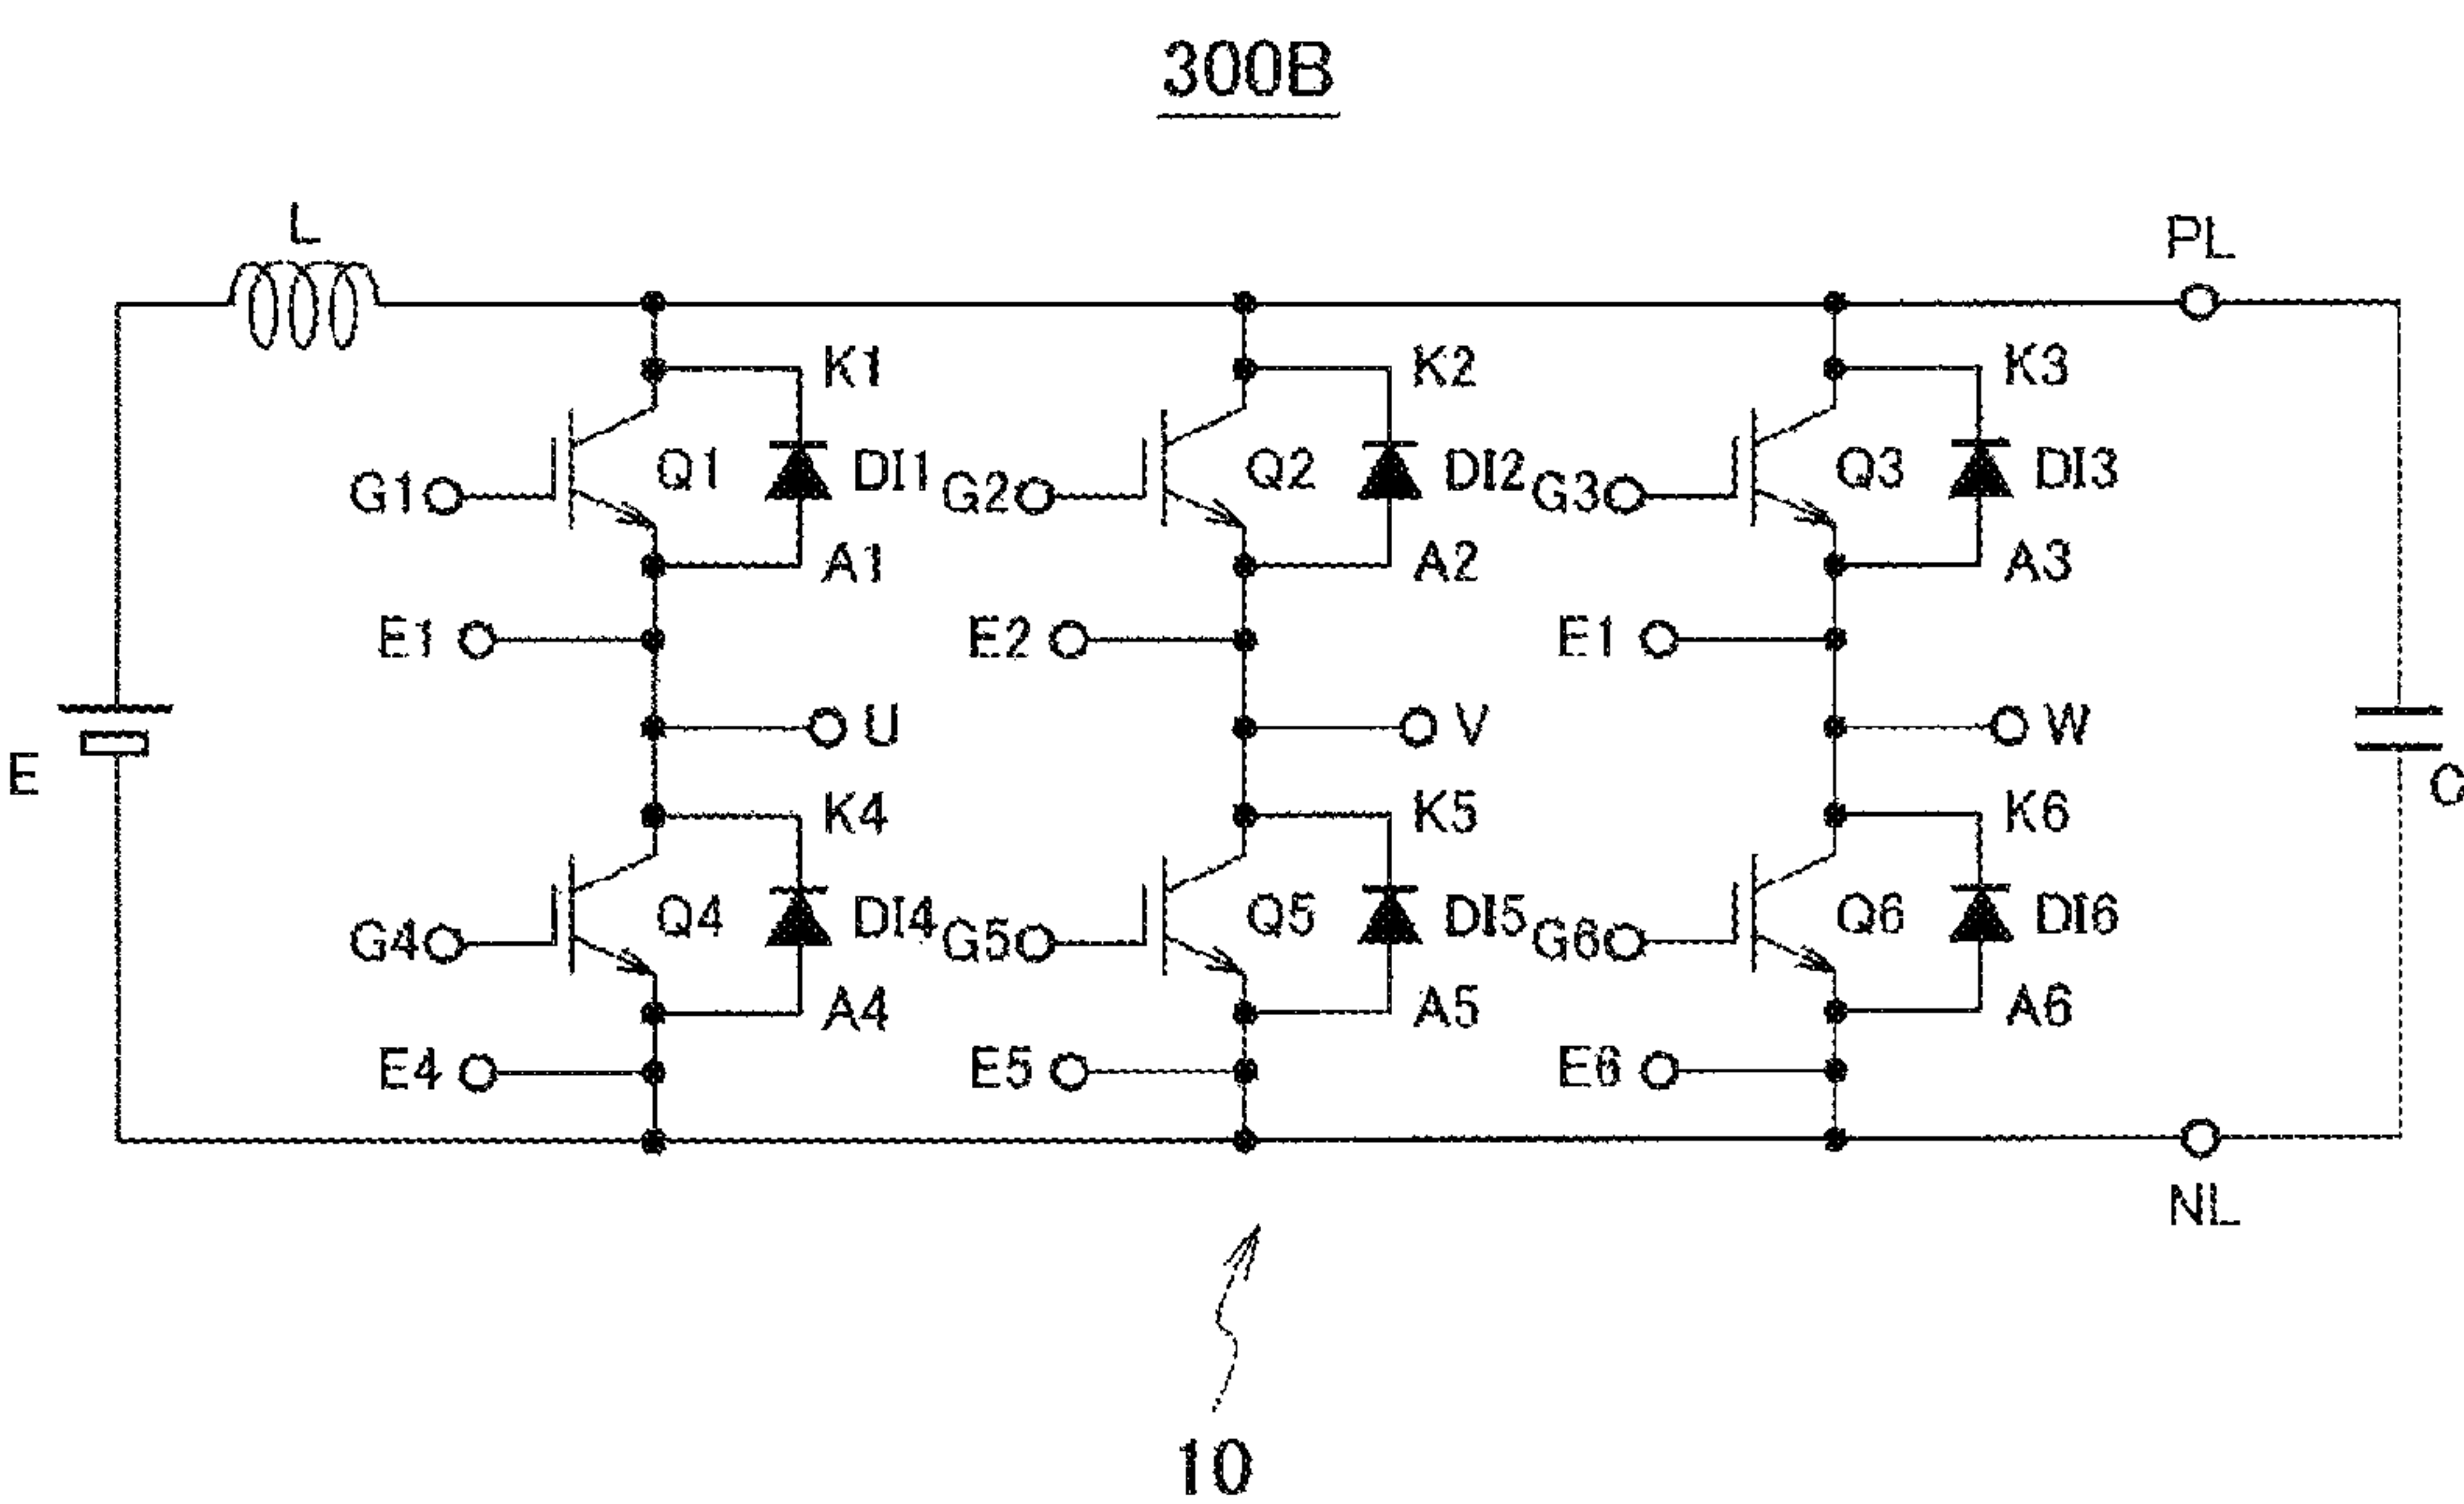 300B
L
PL
K1 K2 K3
G1 Q1 DI1 G2 Q2 DI2 G3 Q3 DI3
A1 A2 A3
E1 E2 E1
E U V W C
K4 K5 K6
G4 Q4 DI4 G5 Q5 DI5 G6 Q6 DI6
A4 A5 A6
E4 E5 E6
NL
10